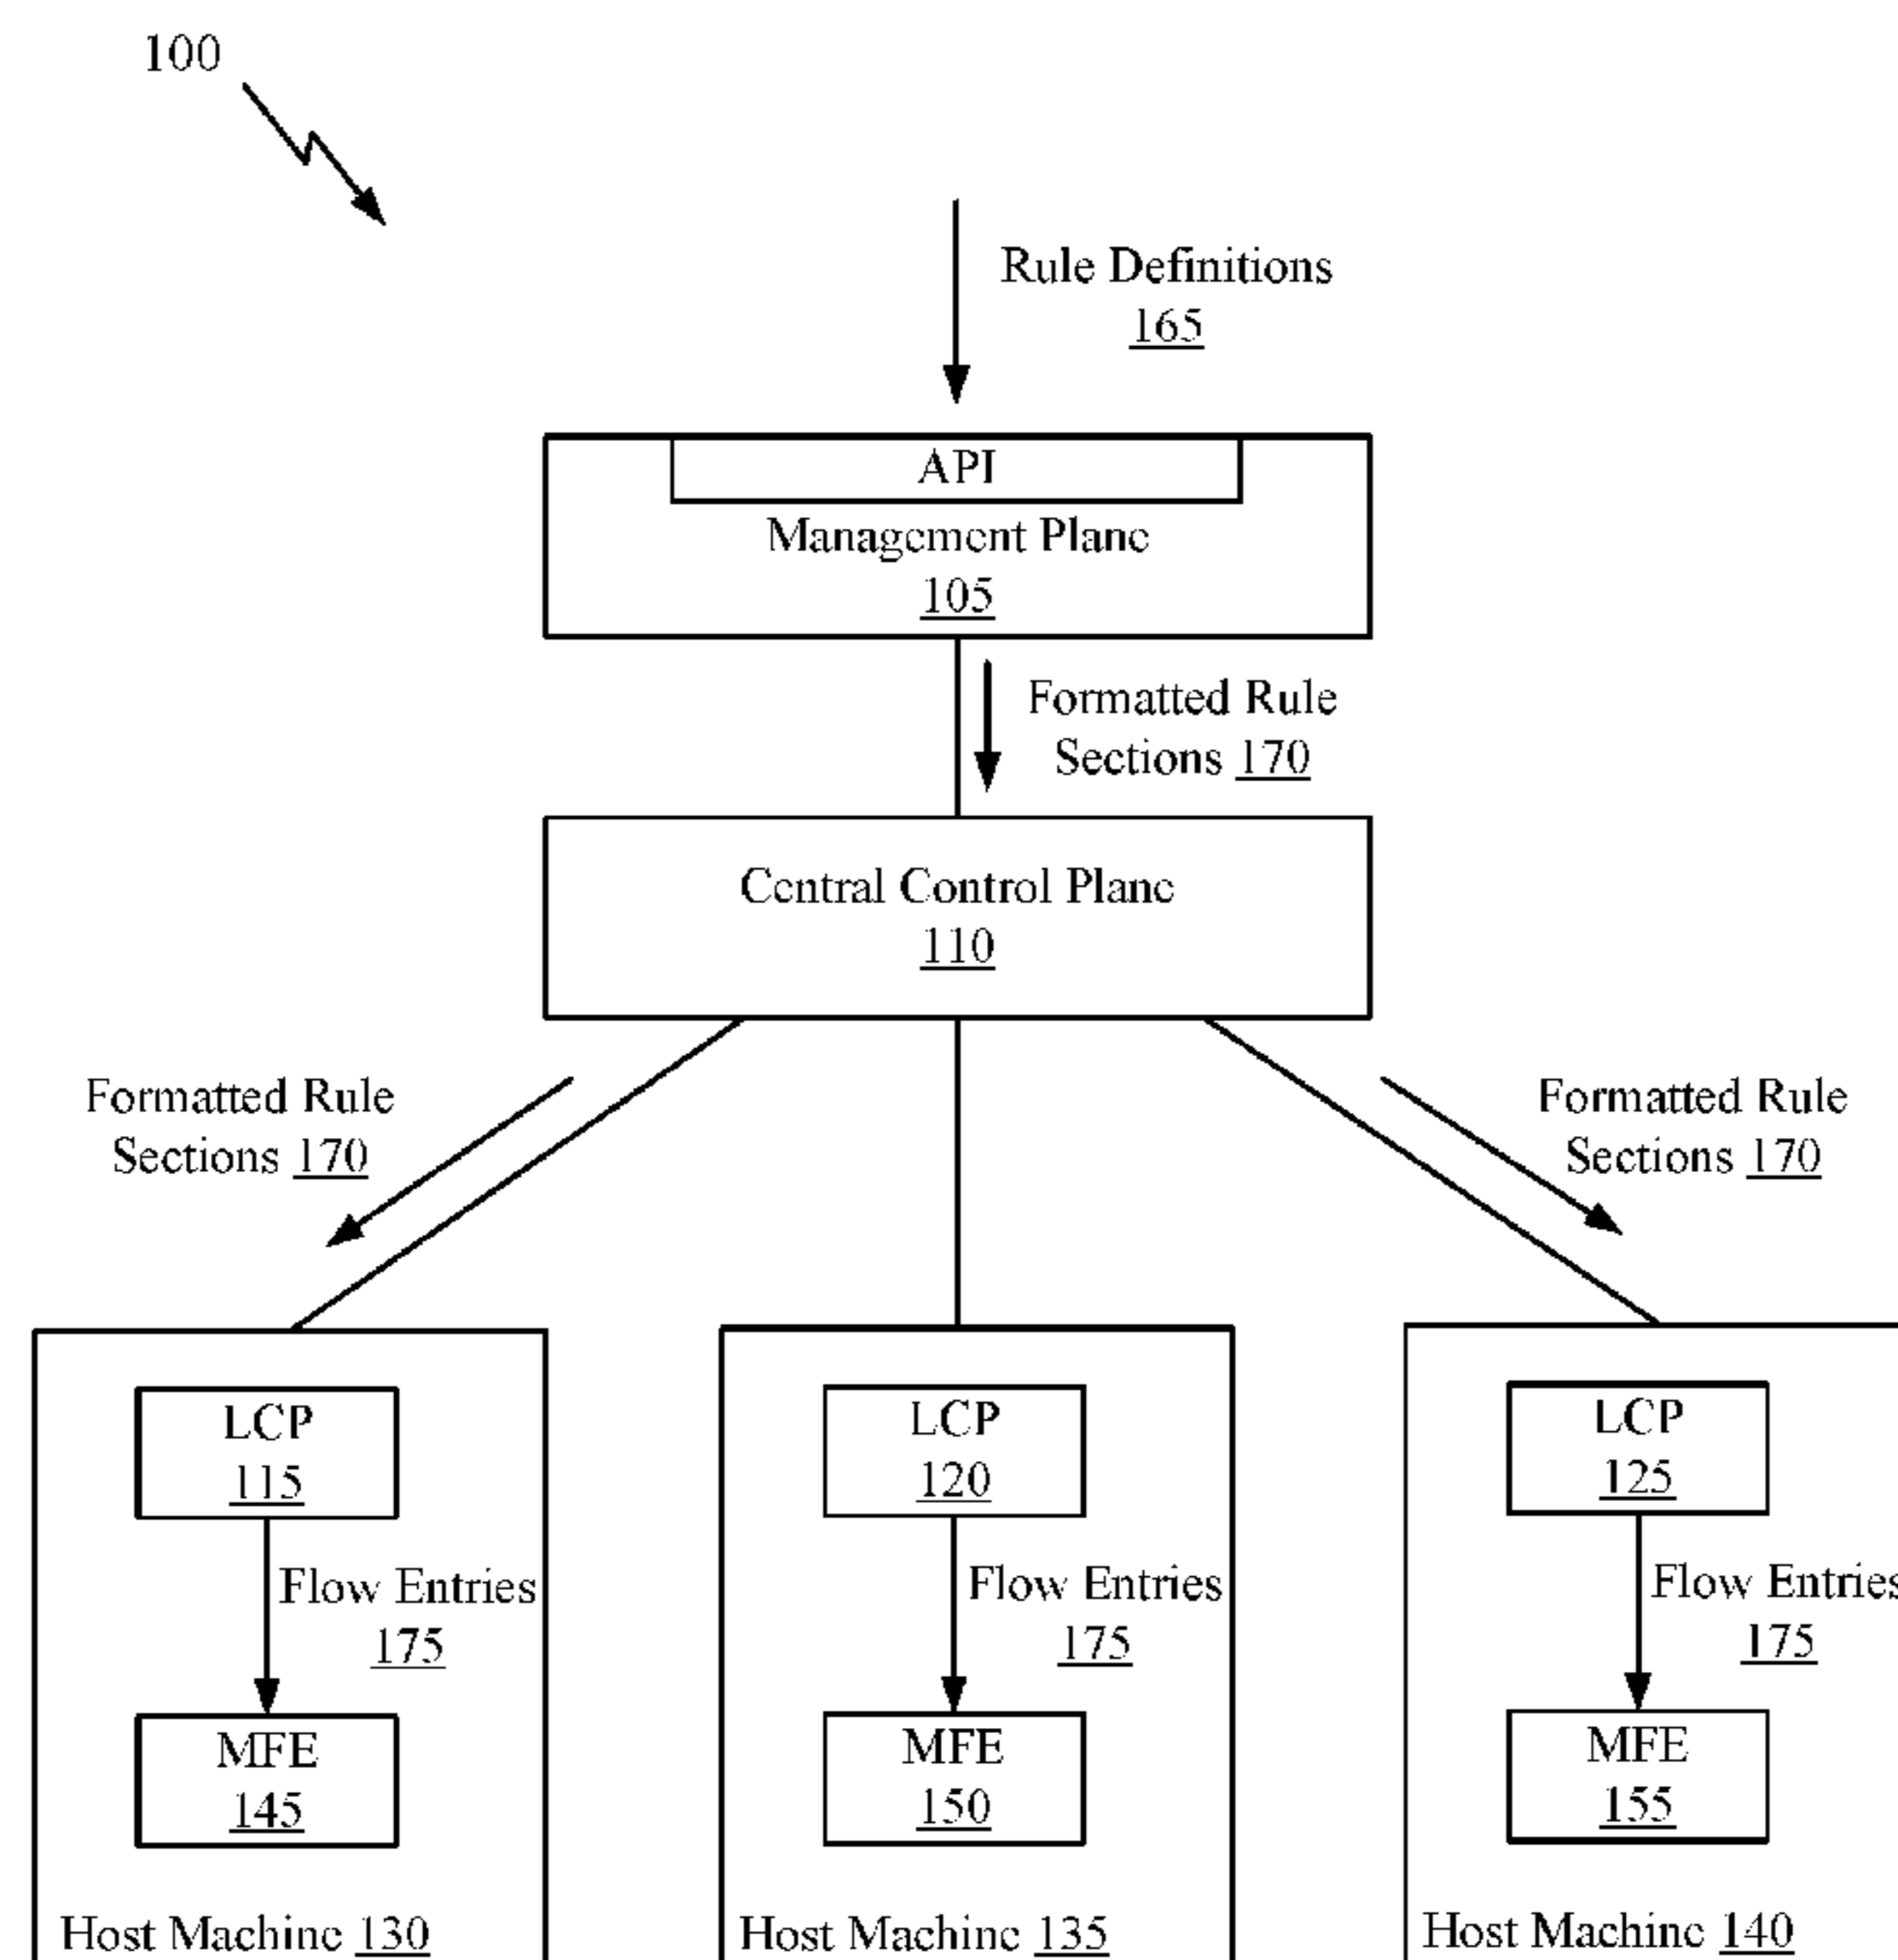 100
Rule Definitions
165
API
Management Plane
105
Formatted Rule
Sections 170
Central Control Plane
110
Formatted Rule
Sections 170
Formatted Rule
Sections 170
LCP
115
Flow Entries
175
MFE
145
Host Machine 130
LCP
120
Flow Entries
175
MFE
150
Host Machine 135
LCP
125
Flow Entries
175
MFE
155
Host Machine 140